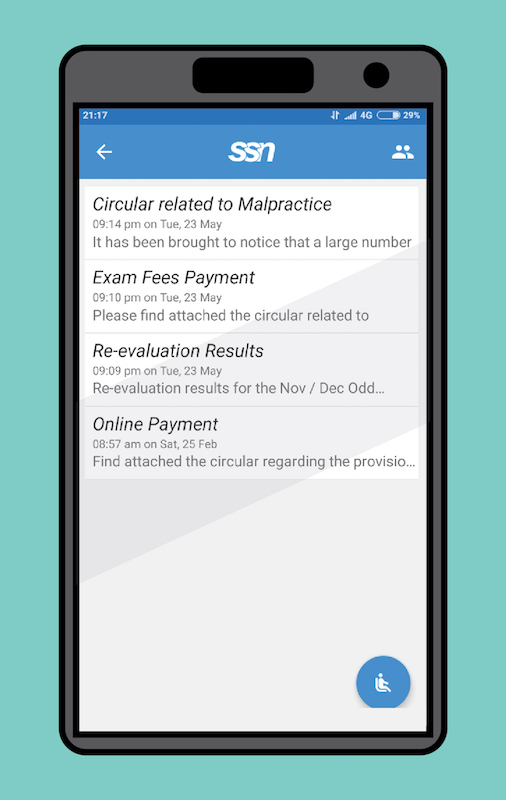 21:17 4G 29%
ssn
Circular related to Malpractice
09:14 pm on Tue, 23 May
It has been brought to notice that a large number
Exam Fees Payment
09:10 pm on Tue, 23 May
Please find attached the circular related to
Re-evaluation Results
09:09 pm on Tue, 23 May
Re-evaluation results for the Nov / Dec Odd...
Online Payment
08:57 am on Sat, 25 Feb
Find attached the circular regarding the provisio...